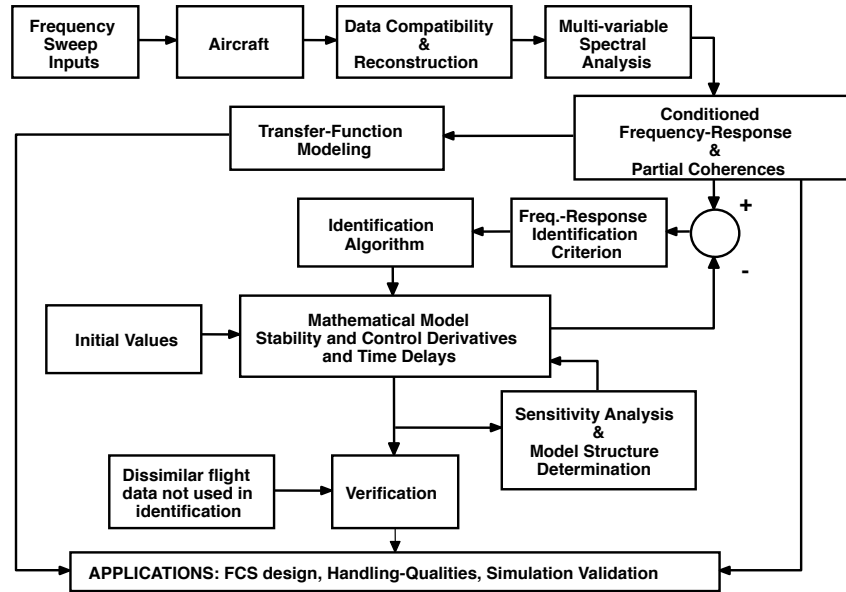 Frequency
Sweep
Inputs
Aircraft
Data Compatibility
&
Reconstruction
Multi-variable
Spectral
Analysis
Transfer-Function
Modeling
Conditioned
Frequency-Response
&
Partial Coherences
Identification
Algorithm
Freq.-Response
Identification
Criterion
+
-
Initial Values
Mathematical Model
Stability and Control Derivatives
and Time Delays
Sensitivity Analysis
&
Model Structure
Determination
Dissimilar flight
data not used in
identification
Verification
APPLICATIONS: FCS design, Handling-Qualities, Simulation Validation